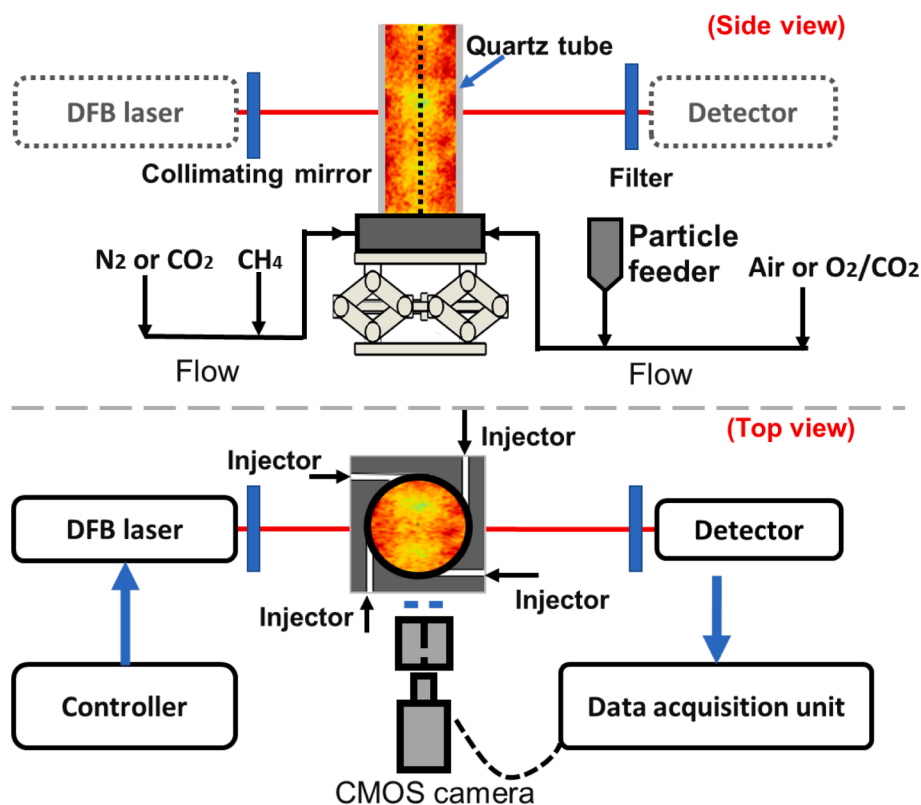 (Side view)
Quartz tube
DFB laser
Detector
Collimating mirror
Filter
N2 or CO2
CH4
Particle
feeder
Air or O2/CO2
Flow
Flow
(Top view)
Injector
Injector
DFB laser
Detector
Injector
Injector
Controller
Data acquisition unit
CMOS camera